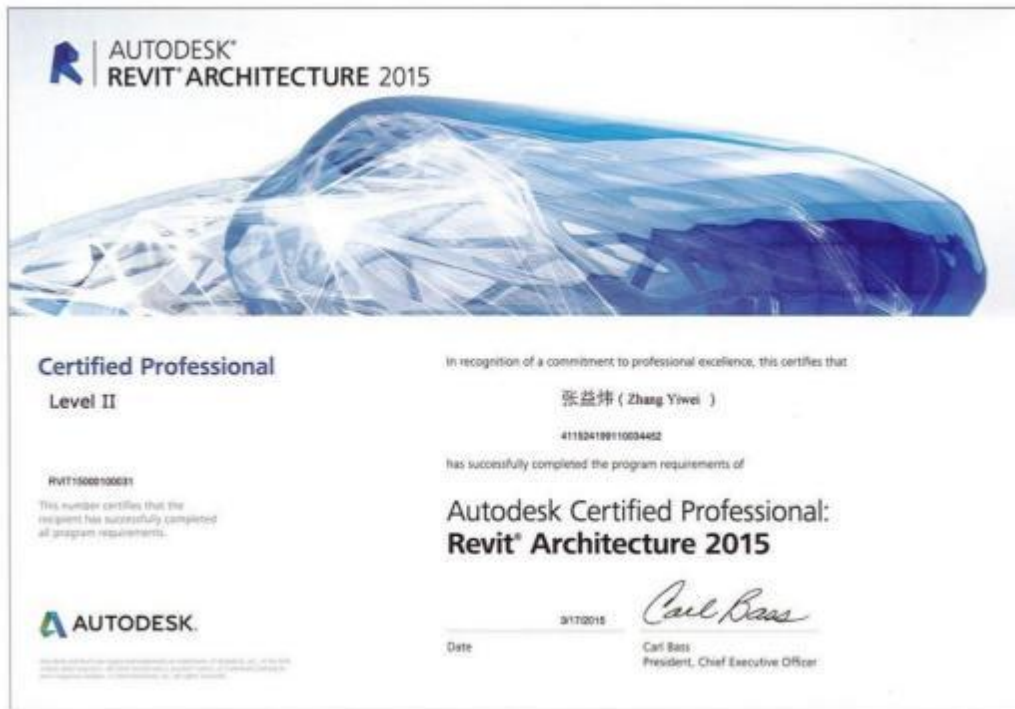 AUTODESK®
REVIT® ARCHITECTURE 2015
Certified Professional
Level II
RVIT15000100031
This number certifies that the
recipient has successfully completed
all program requirements.
AUTODESK.
In recognition of a commitment to professional excellence, this certifies that
张益炜 ( Zhang Yiwei )
411524199110034452
has successfully completed the program requirements of
Autodesk Certified Professional:
Revit® Architecture 2015
3/17/2015
Carl Bass
Date
Carl Bass
President, Chief Executive Officer